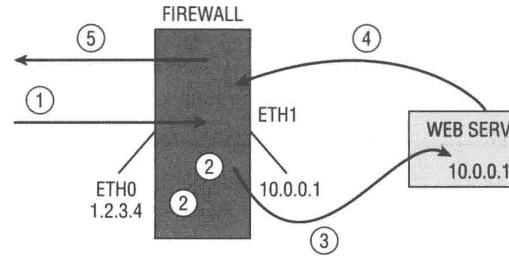 FIREWALL
5
4
1
ETH1
WEB SERV
2
10.0.0.1
ETH0
10.0.0.1
1.2.3.4
2
3